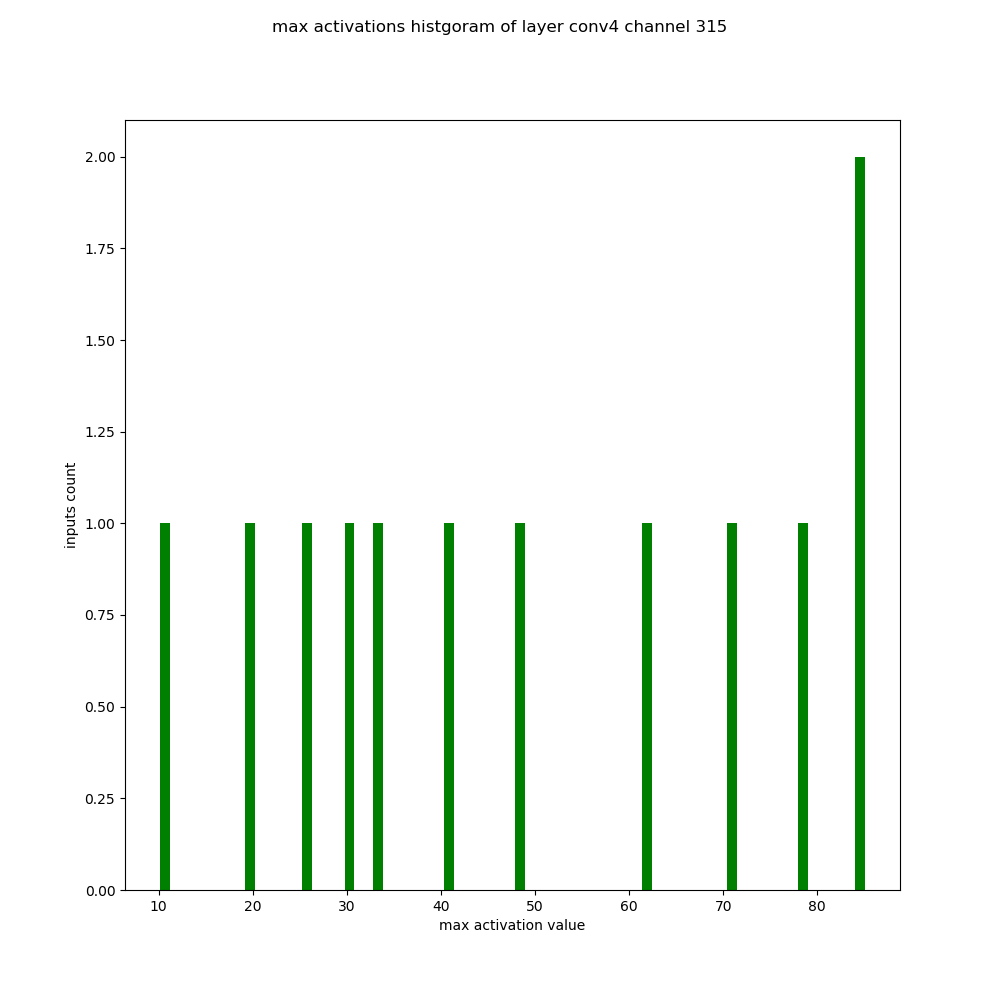 max activations histgoram of layer conv4 channel 315
2.00
1.75
1.50
1.25
1.00
0.75
0.50
0.25
0.00
inputs count
10 20 30 40 50 60 70 80
max activation value